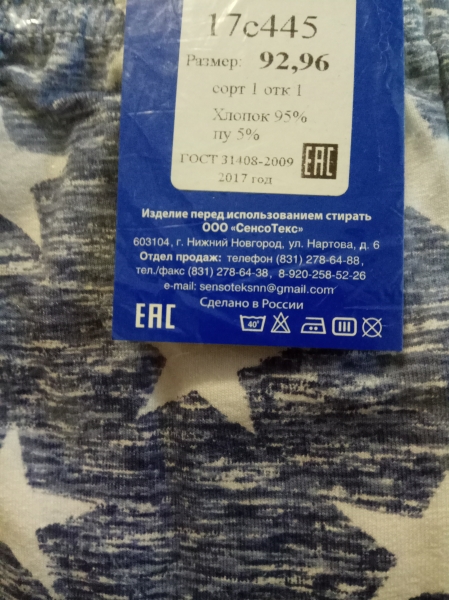 17с445
Размер: 92,96
сорт 1 отк 1
Хлопок 95%
пу 5%
ГОСТ 31408-2009 ЕАС
2017 год
Изделие перед использованием стирать
ООО «СенсоТекс»
603104, г. Нижний Новгород, ул. Нартова, д. 6
Отдел продаж: телефон (831) 278-64-88,
тел./факс (831) 278-64-38, 8-920-258-52-26
e-mail: sensoteksnn@gmail.com
Сделано в России
ЕАС 40°